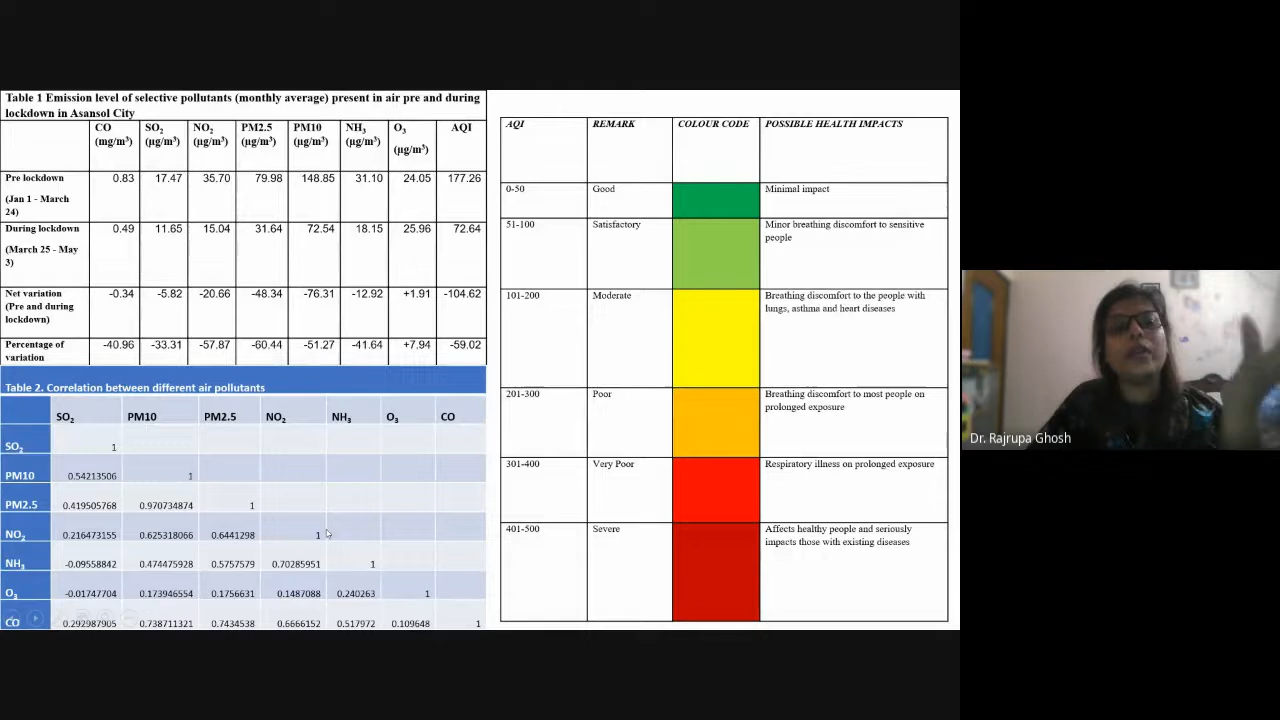 Table 1 Emission level of selective pollutants (monthly average) present in air pre and during
lockdown in Asansol City
CO (mg/m³) SO₂ (µg/m³) NO₂ (µg/m³) PM2.5 (µg/m³) PM10 (µg/m³) NH₃ (µg/m³) O₃ (µg/m³) AQI
Pre lockdown (Jan 1 - March 24) 0.83 17.47 35.70 79.98 148.85 31.10 24.05 177.26
During lockdown (March 25 - May 3) 0.49 11.65 15.04 31.64 72.54 18.15 25.96 72.64
Net variation (Pre and during lockdown) -0.34 -5.82 -20.66 -48.34 -76.31 -12.92 +1.91 -104.62
Percentage of variation -40.96 -33.31 -57.87 -60.44 -51.27 -41.64 +7.94 -59.02
Table 2. Correlation between different air pollutants
SO₂ PM10 PM2.5 NO₂ NH₃ O₃ CO
SO₂ 1
PM10 0.54213506 1
PM2.5 0.419505768 0.970734874 1
NO₂ 0.216473155 0.625318066 0.6441298 1
NH₃ -0.09558842 0.474475928 0.5757579 0.70285951 1
O₃ -0.01747704 0.173946554 0.1756631 0.1487088 0.240263 1
CO 0.292987905 0.738711321 0.7434538 0.6666152 0.517972 0.109648 1
AQI REMARK COLOUR CODE POSSIBLE HEALTH IMPACTS
0-50 Good Minimal impact
51-100 Satisfactory Minor breathing discomfort to sensitive
people
101-200 Moderate Breathing discomfort to the people with
lungs, asthma and heart diseases
201-300 Poor Breathing discomfort to most people on
prolonged exposure
301-400 Very Poor Respiratory illness on prolonged exposure
401-500 Severe Affects healthy people and seriously
impacts those with existing diseases
Dr. Rajrupa Ghosh